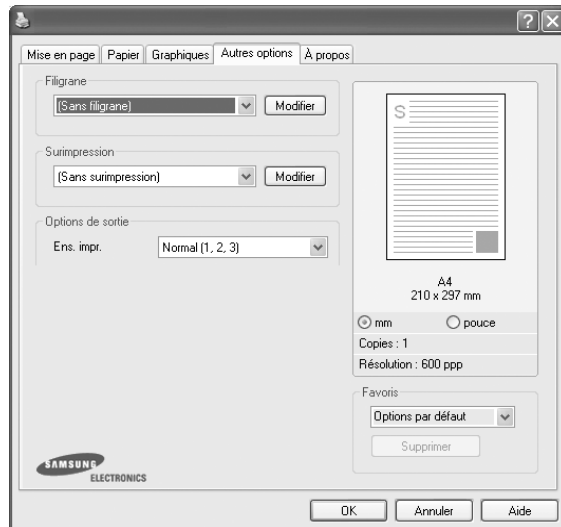 Mise en page Papier Graphiques Autres options À propos
Filigrane
(Sans filigrane)
Modifier
Surimpression
(Sans surimpression)
Modifier
Options de sortie
Ens. impr. Normal (1, 2, 3)
S
A4
210 x 297 mm
mm pouce
Copies : 1
Résolution : 600 ppp
Favoris
Options par défaut
Supprimer
SAMSUNG
ELECTRONICS
OK Annuler Aide